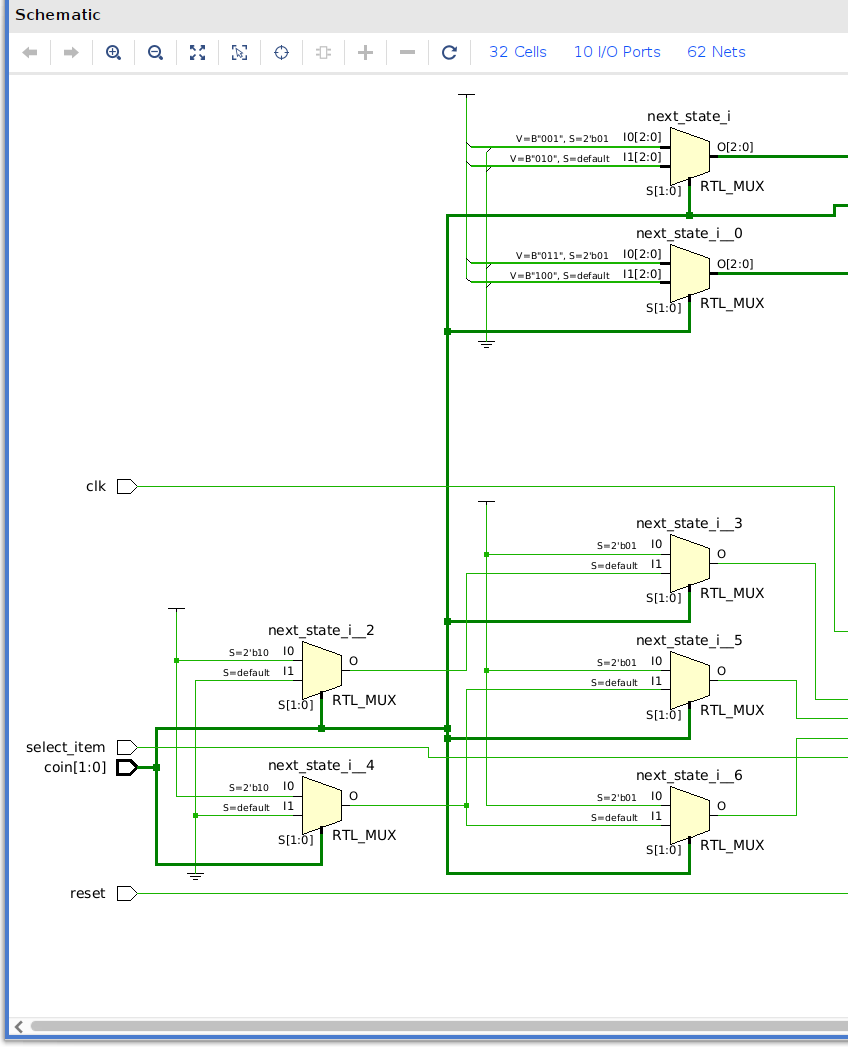 Schematic
32 Cells 10 I/O Ports 62 Nets
next_state_i
V=B"001", S=2'b01 I0[2:0] O[2:0]
V=B"010", S=default I1[2:0]
S[1:0] RTL_MUX
next_state_i__0
V=B"011", S=2'b01 I0[2:0] O[2:0]
V=B"100", S=default I1[2:0]
S[1:0] RTL_MUX
clk
next_state_i__3
S=2'b01 I0 O
S=default I1
S[1:0] RTL_MUX
next_state_i__2
S=2'b10 I0 O
S=default I1
S[1:0] RTL_MUX
next_state_i__5
S=2'b01 I0 O
S=default I1
S[1:0] RTL_MUX
select_item
coin[1:0]
next_state_i__4
S=2'b10 I0 O
S=default I1
S[1:0] RTL_MUX
next_state_i__6
S=2'b01 I0 O
S=default I1
S[1:0] RTL_MUX
reset